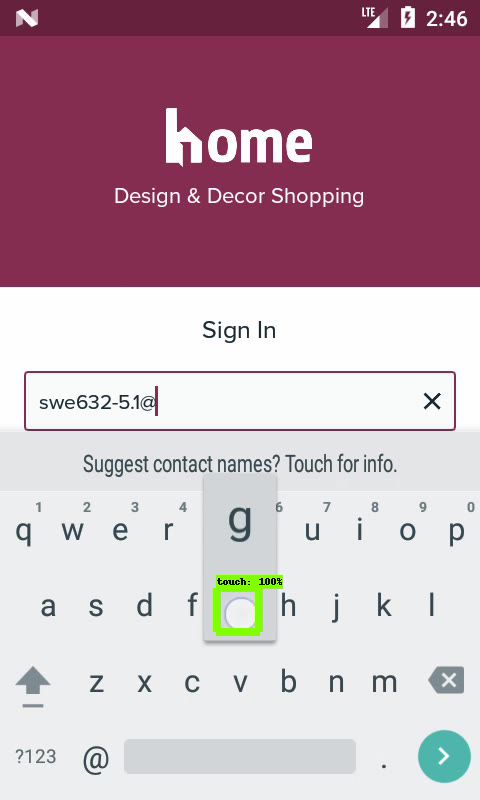 LTE 2:46
home
Design & Decor Shopping
Sign In
swe632-5.1@
Suggest contact names? Touch for info.
1 2 3 4 6 7 8 9 0
q w e r u i o p
g
touch: 100%
a s d f h j k l
z x c v b n m
?123 @ .